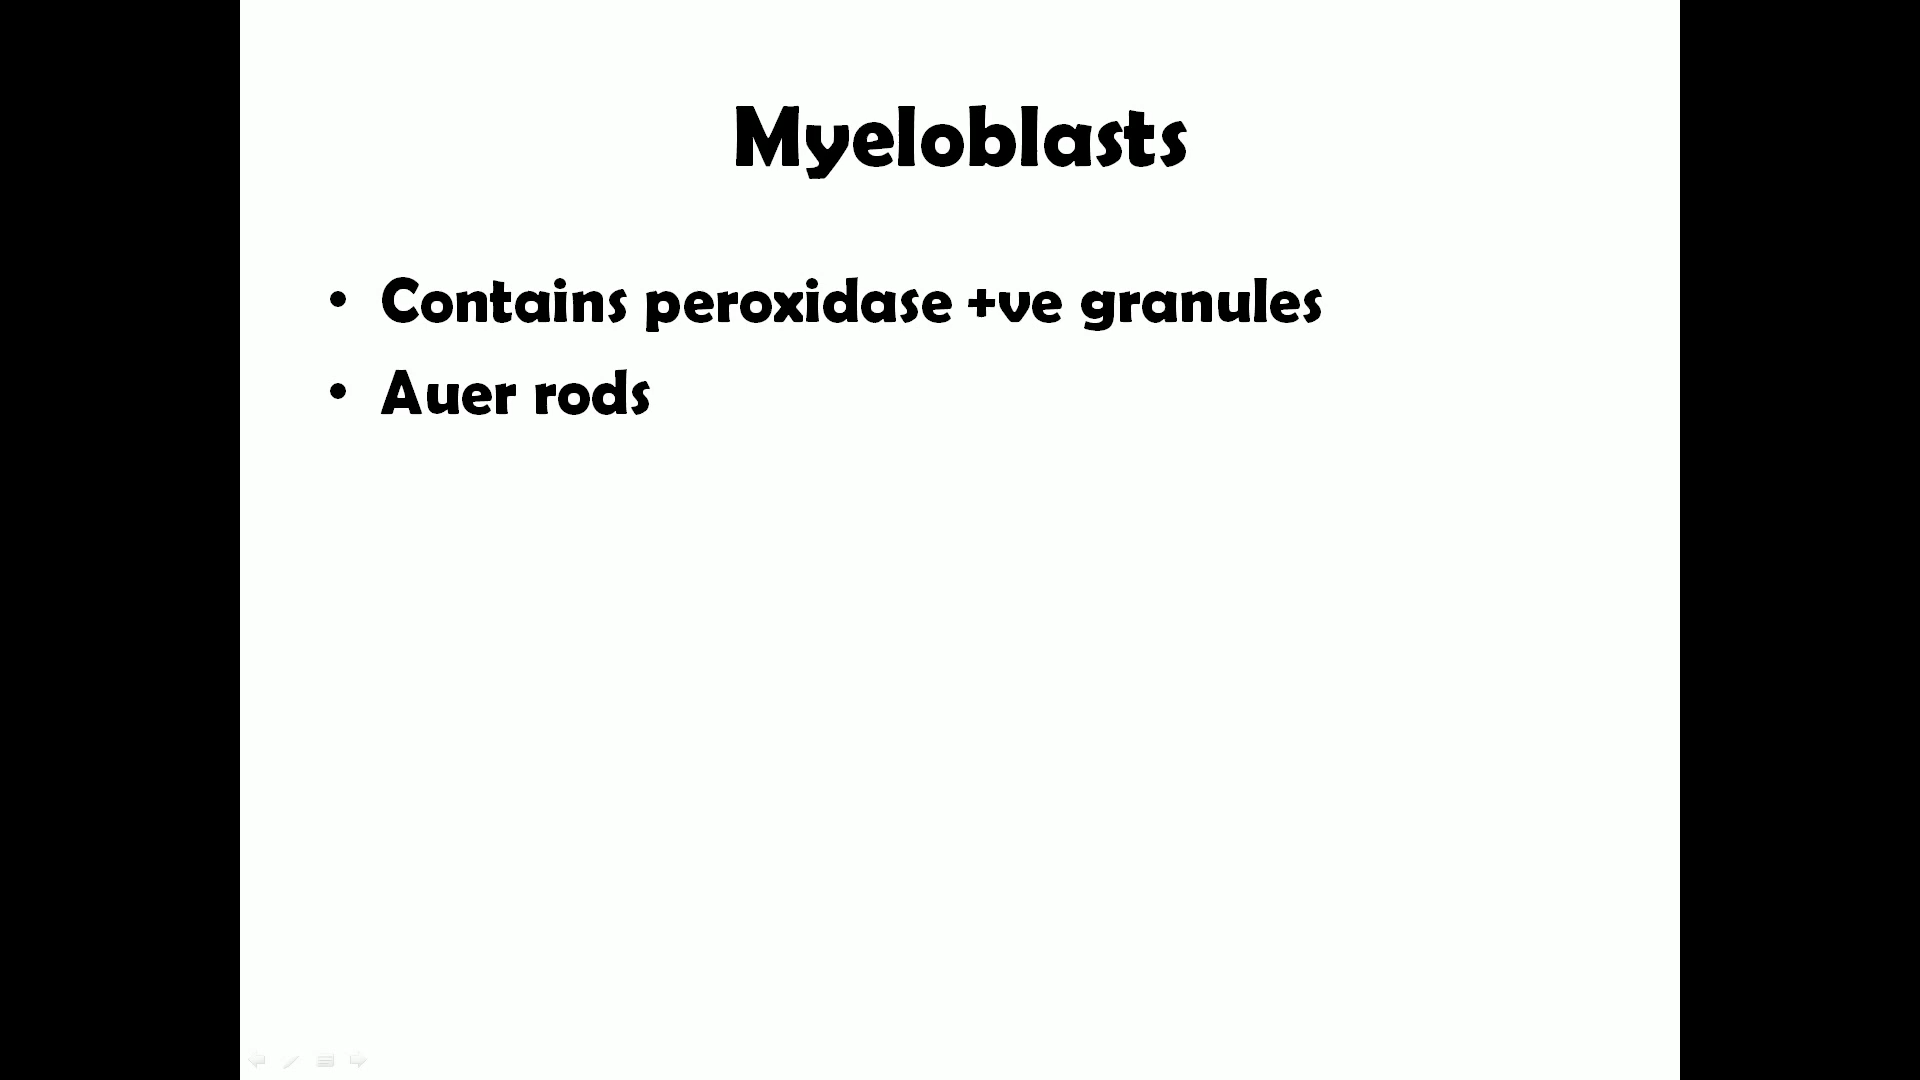 Myeloblasts
• Contains peroxidase +ve granules
• Auer rods